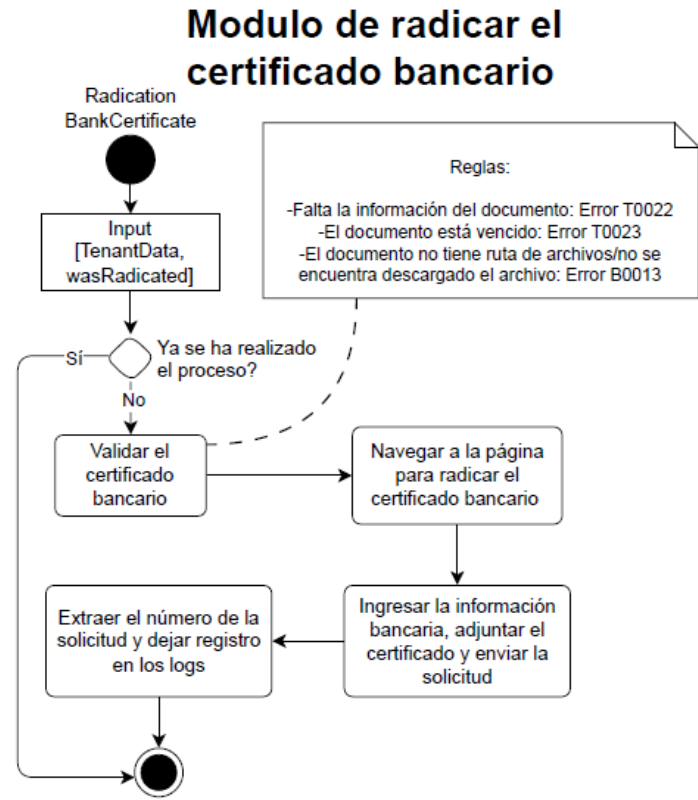 Modulo de radicar el
certificado bancario
Radication
BankCertificate
Reglas:
-Falta la información del documento: Error T0022
-El documento está vencido: Error T0023
-El documento no tiene ruta de archivos/no se
encuentra descargado el archivo: Error B0013
Input
[TenantData,
wasRadicated]
Sí
Ya se ha realizado
el proceso?
No
Validar el
certificado
bancario
Navegar a la página
para radicar el
certificado bancario
Ingresar la información
bancaria, adjuntar el
certificado y enviar la
solicitud
Extraer el número de la
solicitud y dejar registro
en los logs